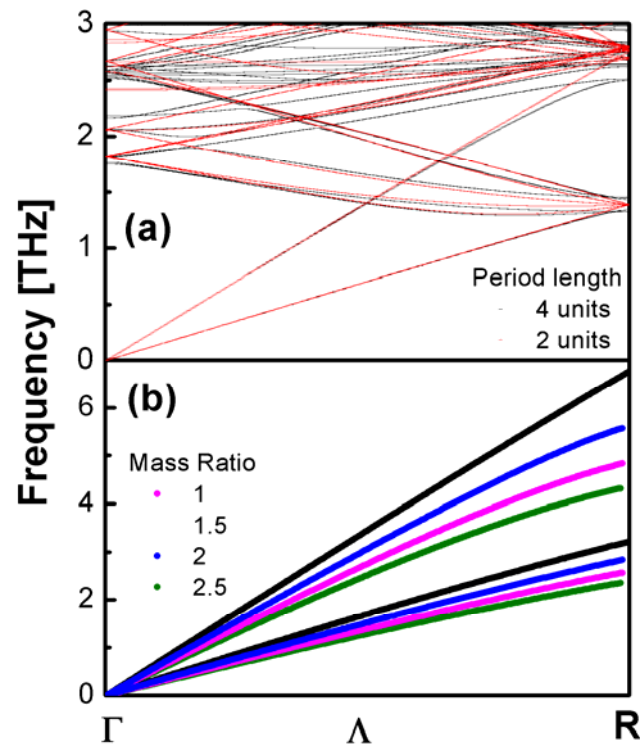 3
2
1
0
(a)
Period length
4 units
2 units
Frequency [THz]
(b)
6
4
2
0
Mass Ratio
1
1.5
2
2.5
Γ
Λ
R